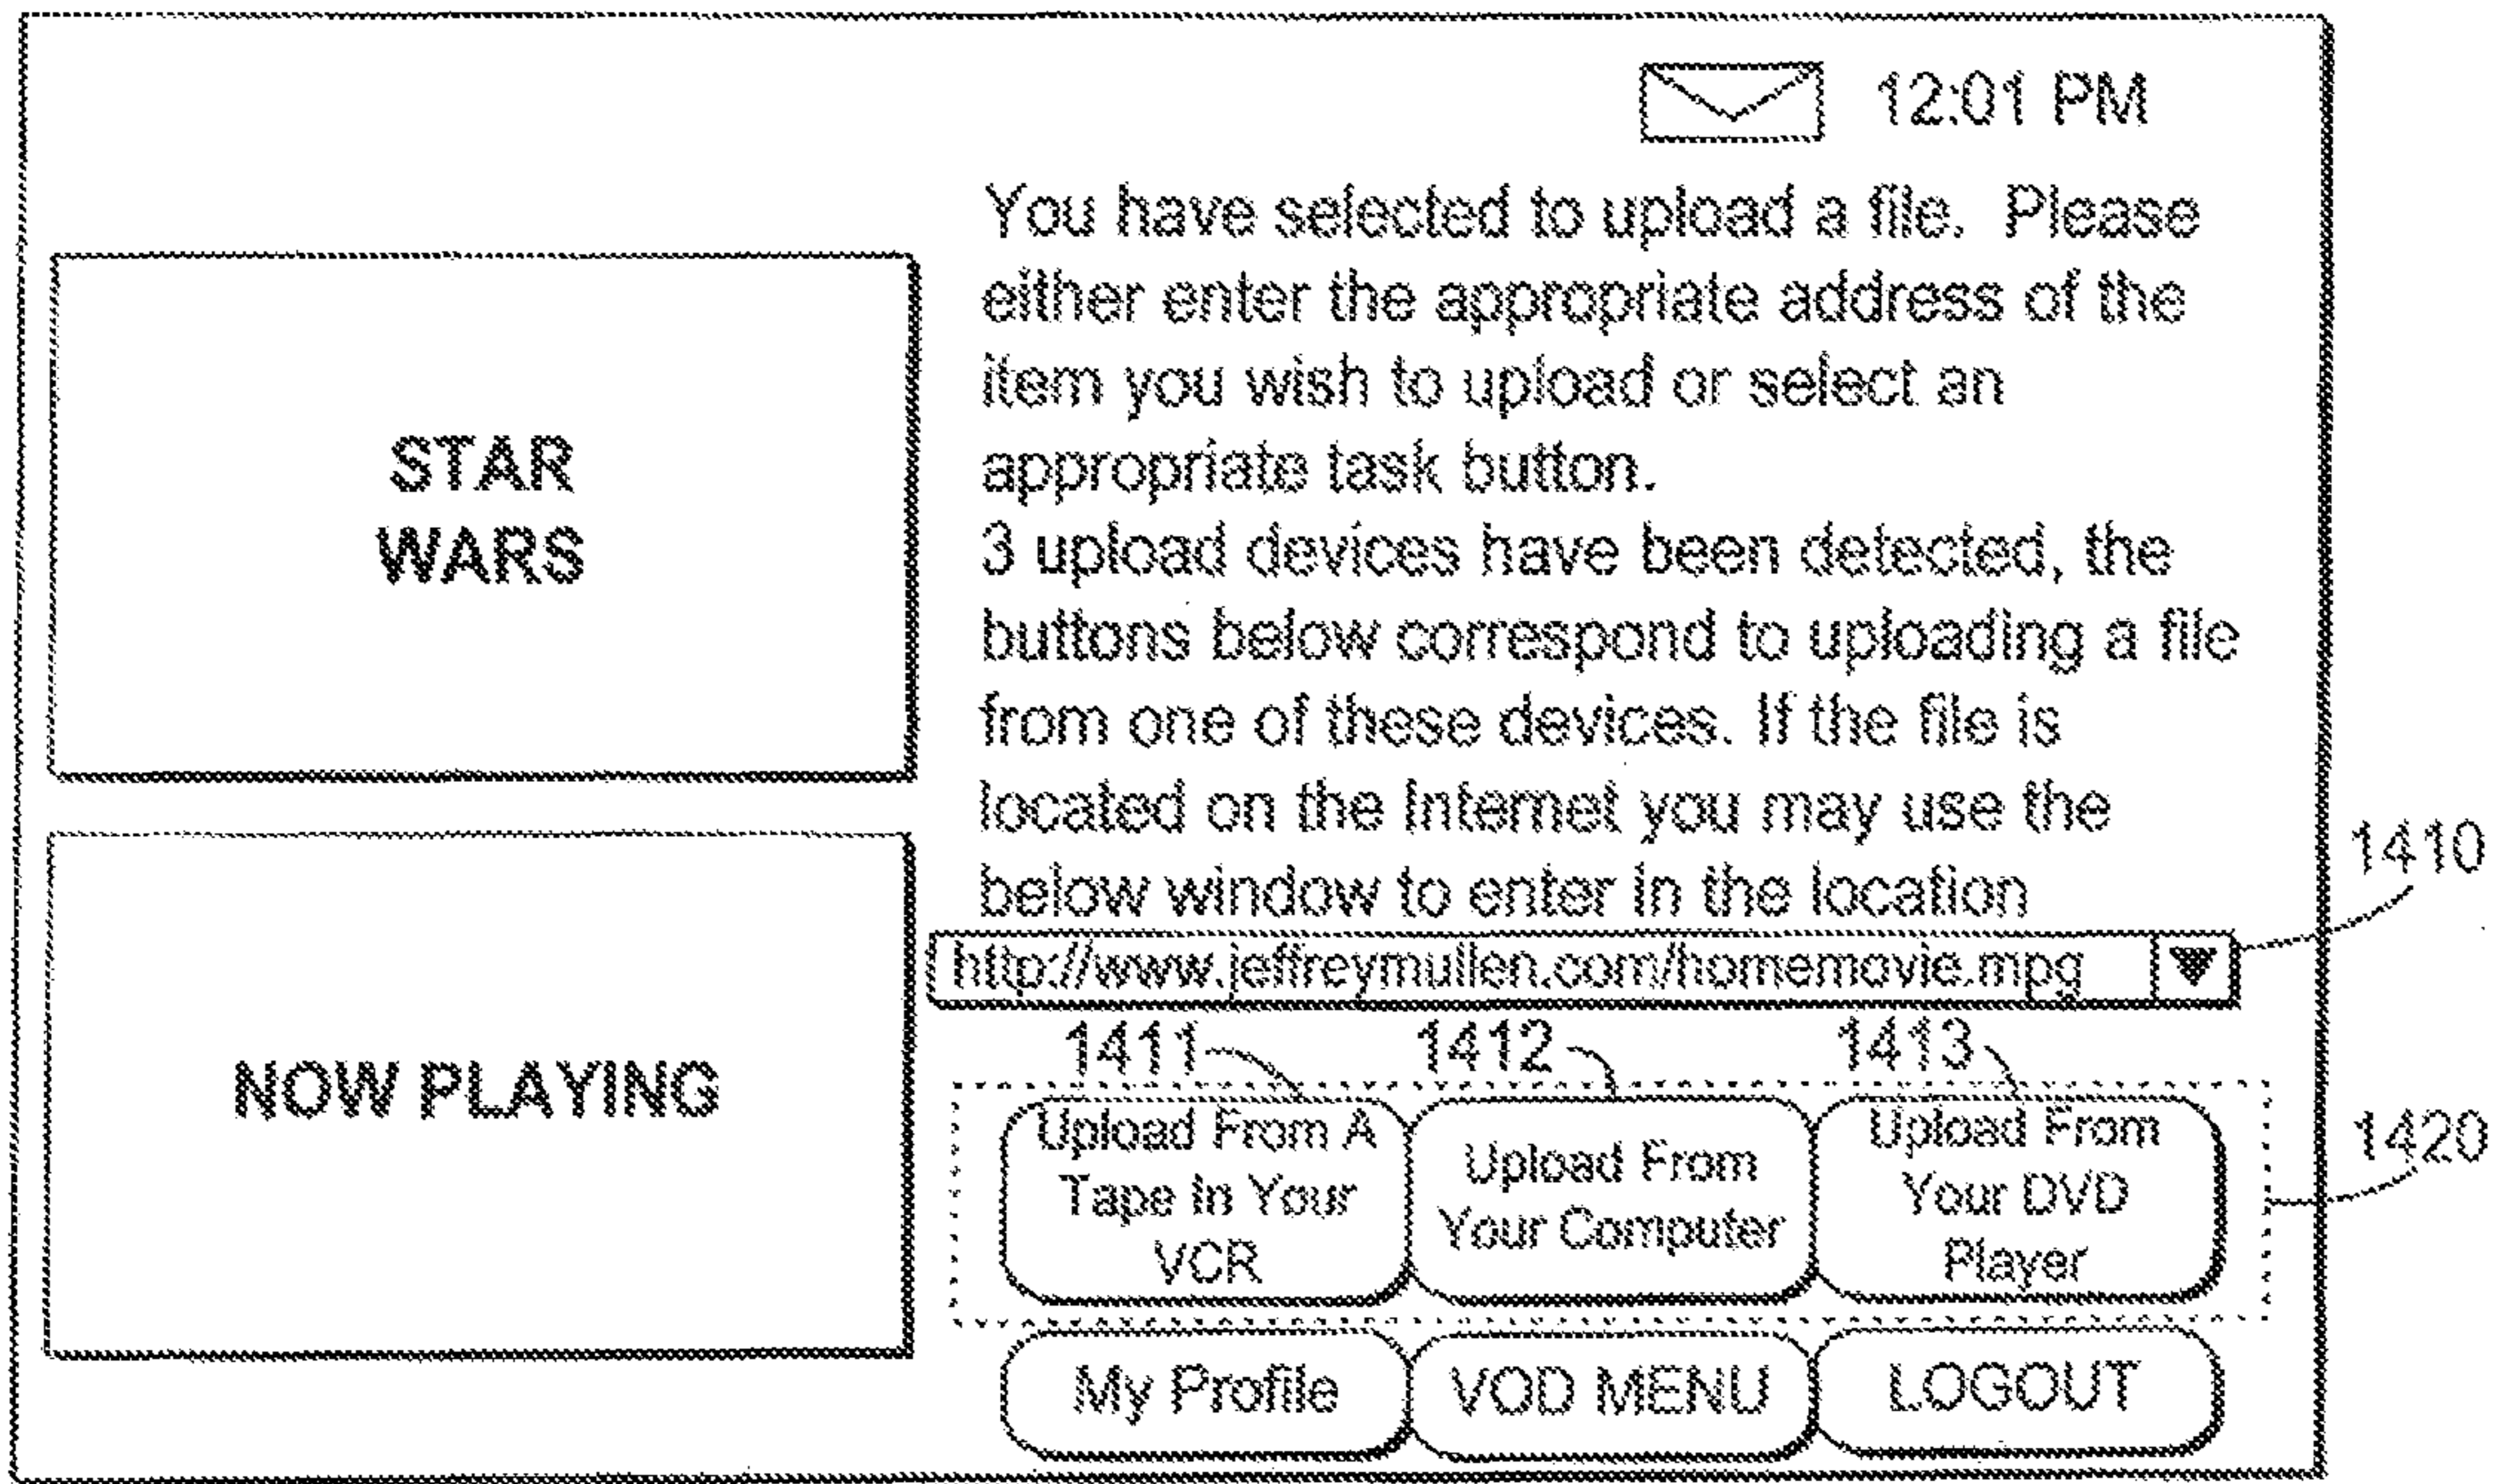 12:01 PM
You have selected to upload a file. Please
either enter the appropriate address of the
item you wish to upload or select an
appropriate task button.
3 upload devices have been detected, the
buttons below correspond to uploading a file
from one of these devices. If the file is
located on the Internet you may use the
below window to enter in the location
http://www.jeffreymullen.com/homemovie.mpg
1410
STAR
WARS
NOW PLAYING
1411
1412
1413
Upload From A
Tape In Your
VCR
Upload From
Your Computer
Upload From
Your DVD
Player
1420
My Profile
VOD MENU
LOGOUT